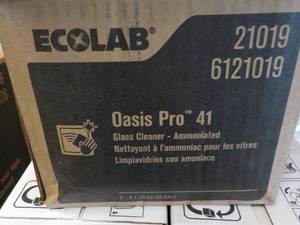 ECOLAB®
21019
6121019
Oasis Pro™ 41
Glass Cleaner - Ammoniated
Nettoyant à l'ammoniac pour les vitres
Limpiavidrios con amoníaco